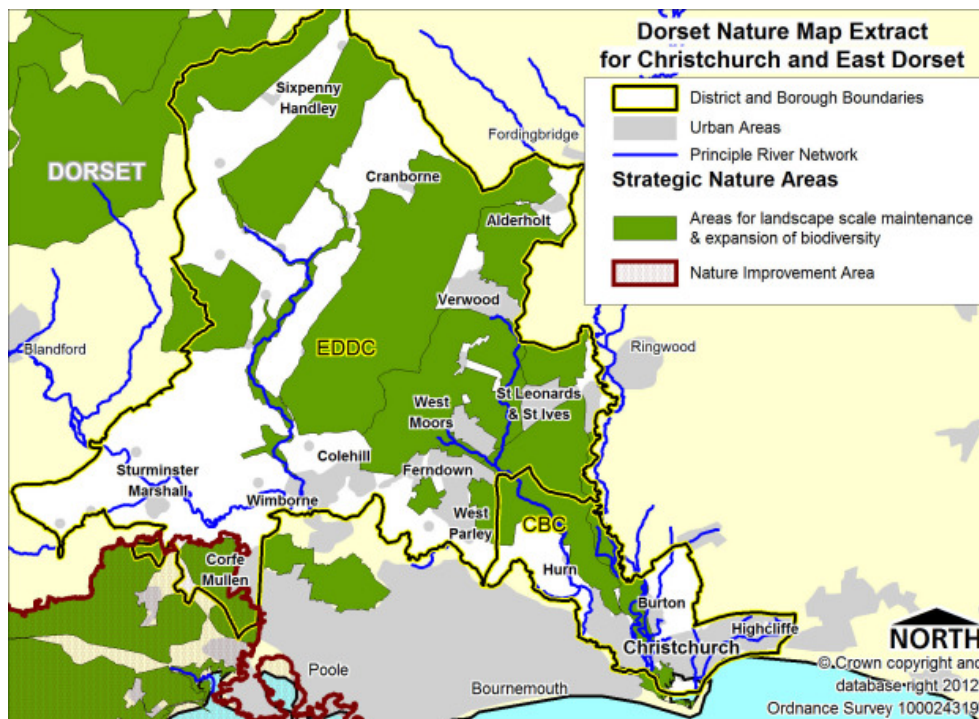 Dorset Nature Map Extract
for Christchurch and East Dorset
District and Borough Boundaries
Urban Areas
Principle River Network
Strategic Nature Areas
Areas for landscape scale maintenance
& expansion of biodiversity
Nature Improvement Area
Sixpenny
Handley
Fordingbridge
DORSET
Cranborne
Alderholt
Verwood
Blandford
EDDC
Ringwood
St Leonards
& St Ives
West
Moors
Colehill
Ferndown
Sturminster
Marshall
Wimborne
West
Parley
CBC
Corfe
Mullen
Hurn
Burton
Highcliffe
Christchurch
Poole
Bournemouth
NORTH
© Crown copyright and
database right 2012
Ordnance Survey 100024319